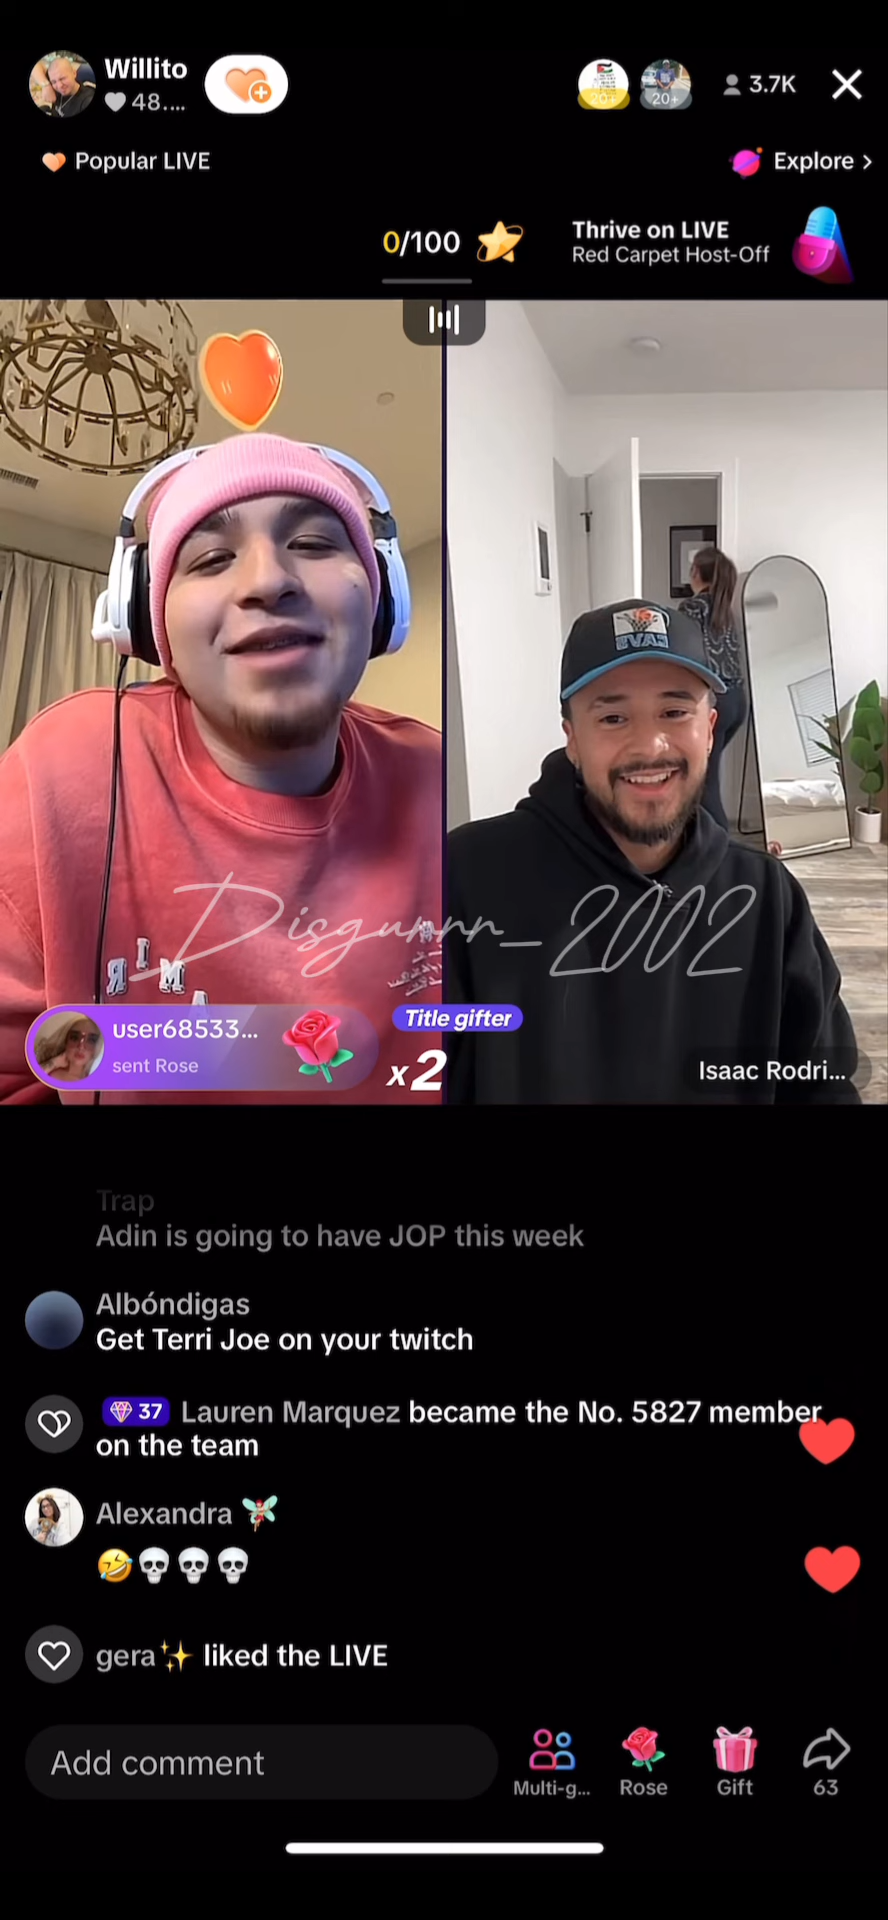 Willito
48....
20+
20+
3.7K
Popular LIVE
Explore >
0/100
Thrive on LIVE
Red Carpet Host-Off
Disgurrr_2002
user68533...
sent Rose
Title gifter
x2
Isaac Rodri...
Trap
Adin is going to have JOP this week
Albóndigas
Get Terri Joe on your twitch
37 Lauren Marquez became the No. 5827 member
on the team
Alexandra 🧚
🤣💀💀💀
gera✨ liked the LIVE
Add comment
Multi-g...
Rose
Gift
63